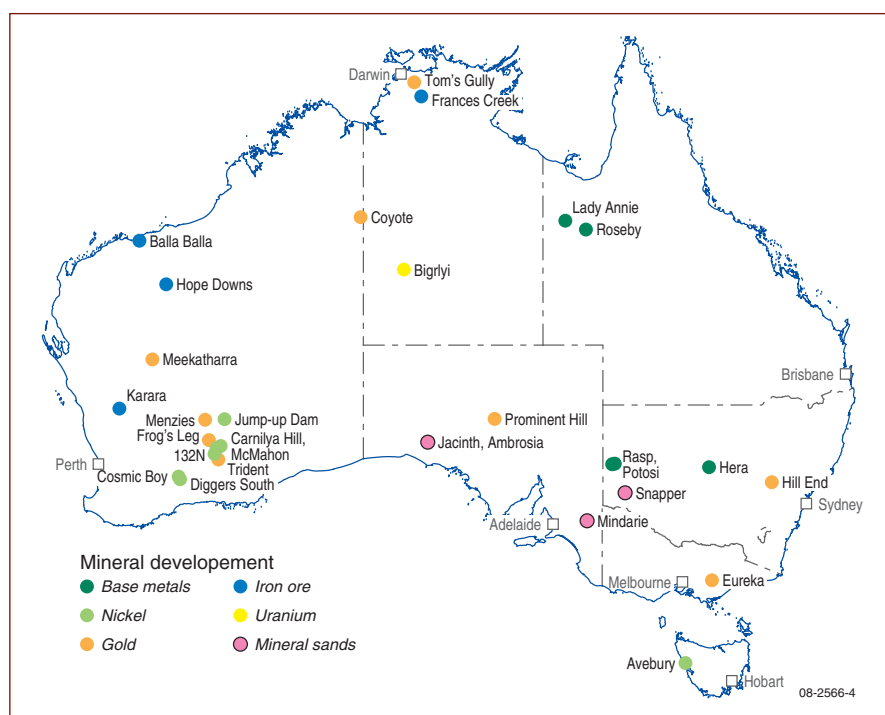 Darwin
Tom's Gully
Frances Creek
Coyote
Lady Annie
Roseby
Balla Balla
Bigrlyi
Hope Downs
Meekatharra
Brisbane
Karara
Menzies
Jump-up Dam
Prominent Hill
Frog's Leg
Carnilya Hill,
Jacinth, Ambrosia
132N
McMahon
Rasp,
Potosi
Hera
Perth
Trident
Cosmic Boy
Diggers South
Snapper
Hill End
Sydney
Adelaide
Mindarie
Mineral developement
Base metals
Iron ore
Melbourne
Eureka
Nickel
Uranium
Gold
Mineral sands
Avebury
Hobart
08-2566-4